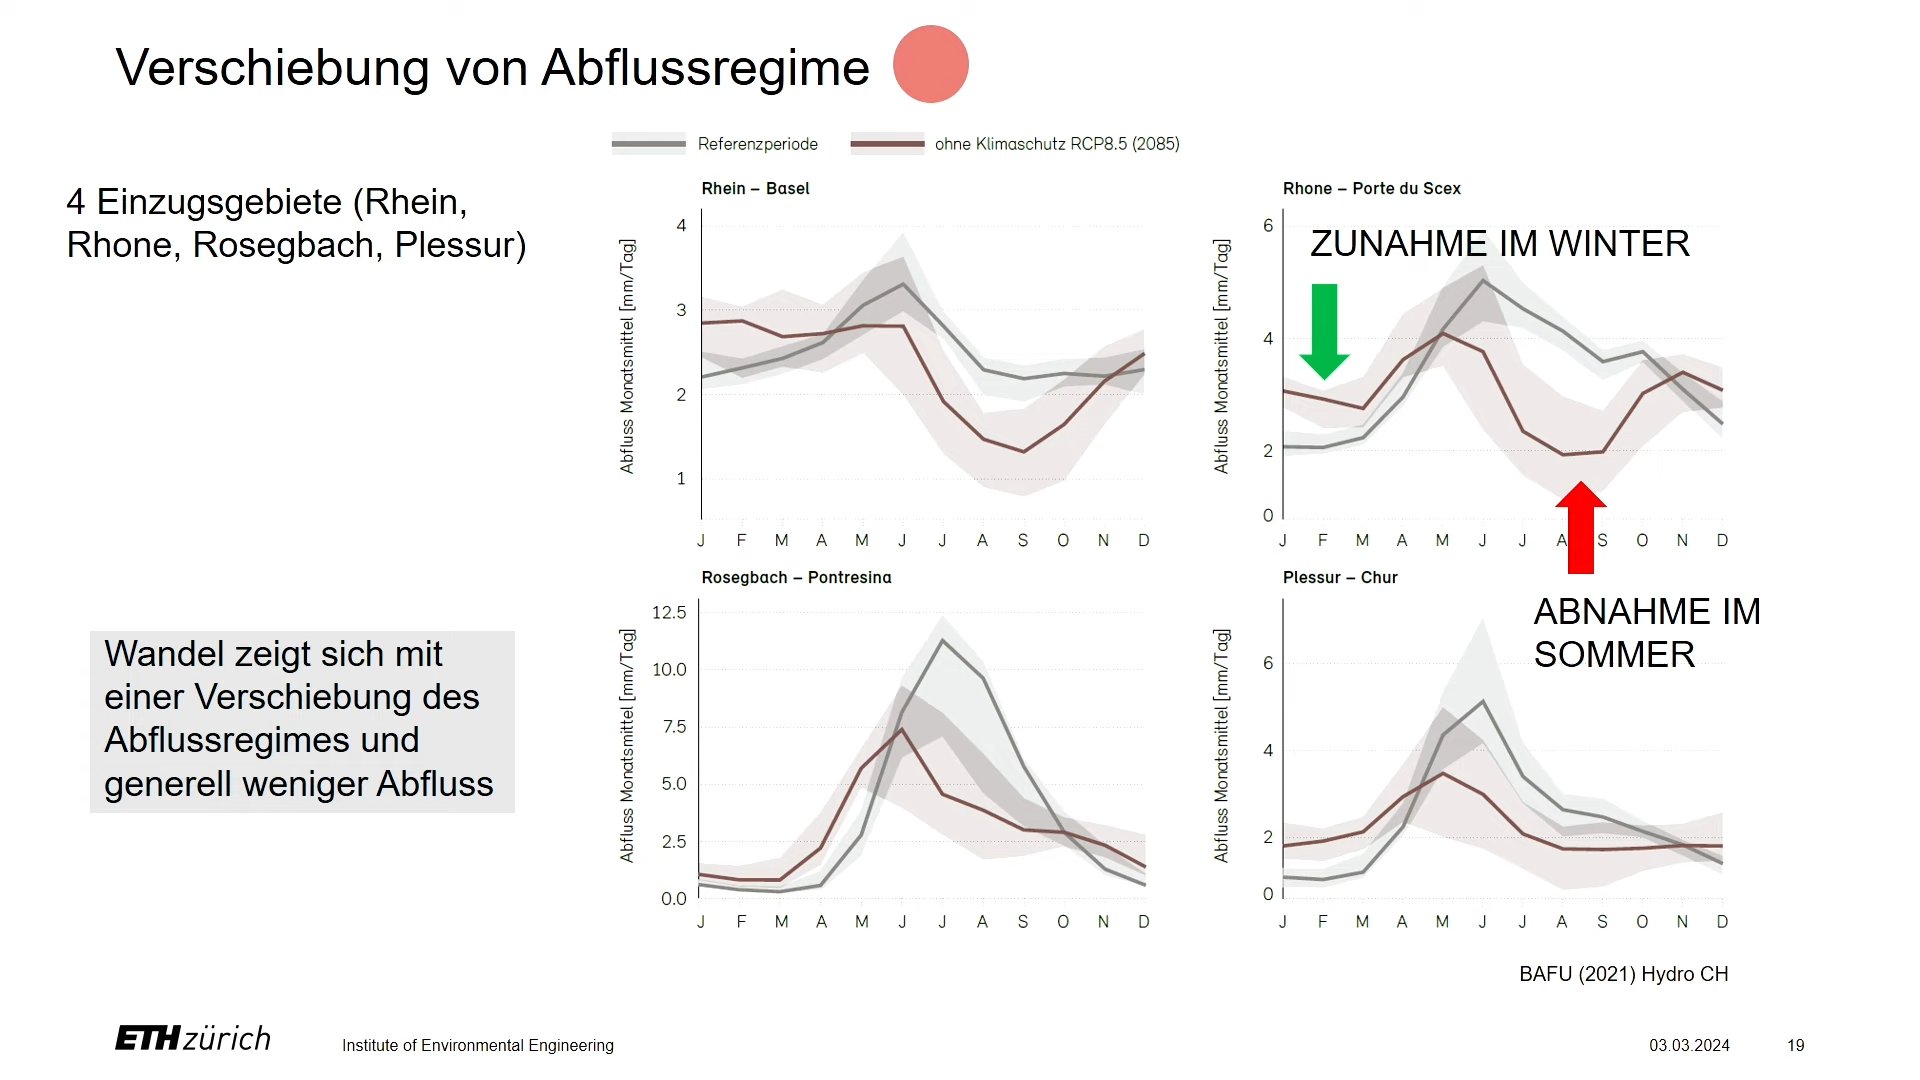 Verschiebung von Abflussregime
4 Einzugsgebiete (Rhein,
Rhone, Rosegbach, Plessur)
Referenzperiode
ohne Klimaschutz RCP8.5 (2085)
Rhein – Basel
Abfluss Monatsmittel [mm/Tag]
4
3
2
1
J F M A M J J A S O N D
Rhone – Porte du Scex
ZUNAHME IM WINTER
Abfluss Monatsmittel [mm/Tag]
6
4
2
0
J F M A M J J A S O N D
ABNAHME IM
SOMMER
Rosegbach – Pontresina
Abfluss Monatsmittel [mm/Tag]
12.5
10.0
7.5
5.0
2.5
0.0
J F M A M J J A S O N D
Plessur – Chur
Abfluss Monatsmittel [mm/Tag]
6
4
2
0
J F M A M J J A S O N D
Wandel zeigt sich mit
einer Verschiebung des
Abflussregimes und
generell weniger Abfluss
BAFU (2021) Hydro CH
ETH zürich
Institute of Environmental Engineering
03.03.2024
19